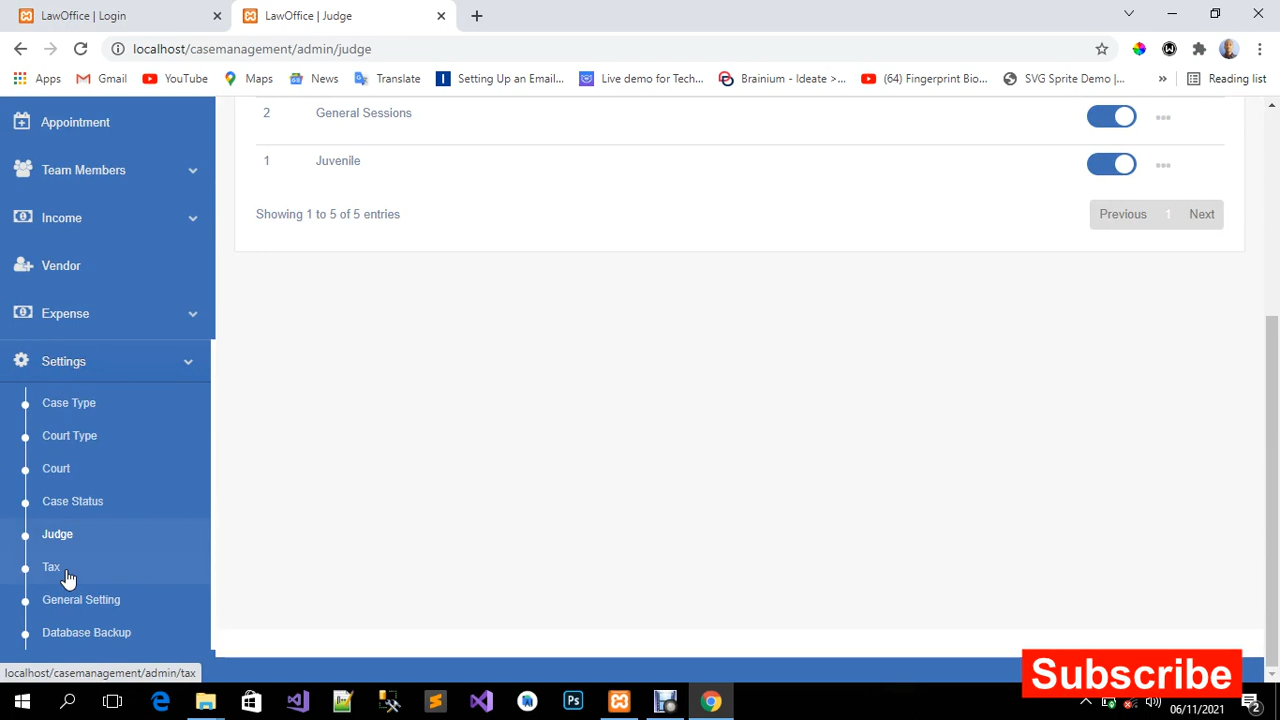 LawOffice | Login
LawOffice | Judge
localhost/casemanagement/admin/judge
Apps
Gmail
YouTube
Maps
News
Translate
Setting Up an Email...
Live demo for Tech...
Brainium - Ideate >...
(64) Fingerprint Bio...
SVG Sprite Demo |...
»
Reading list
Appointment
Team Members
Income
Vendor
Expense
Settings
Case Type
Court Type
Court
Case Status
Judge
Tax
General Setting
Database Backup
2 General Sessions
1 Juvenile
Showing 1 to 5 of 5 entries
Previous 1 Next
localhost/casemanagement/admin/tax
Subscribe
06/11/2021
2